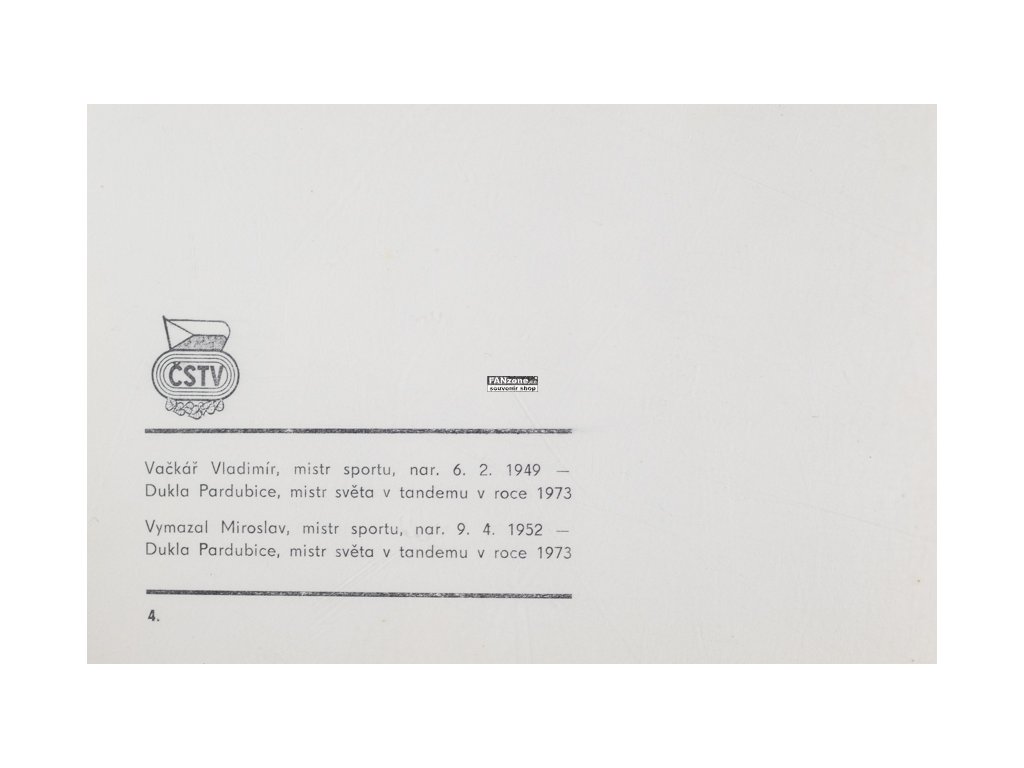 ČSTV
FANzone.cz
souvenir shop
Vačkář Vladimír, mistr sportu, nar. 6. 2. 1949 —
Dukla Pardubice, mistr světa v tandemu v roce 1973
Vymazal Miroslav, mistr sportu, nar. 9. 4. 1952 —
Dukla Pardubice, mistr světa v tandemu v roce 1973
4.